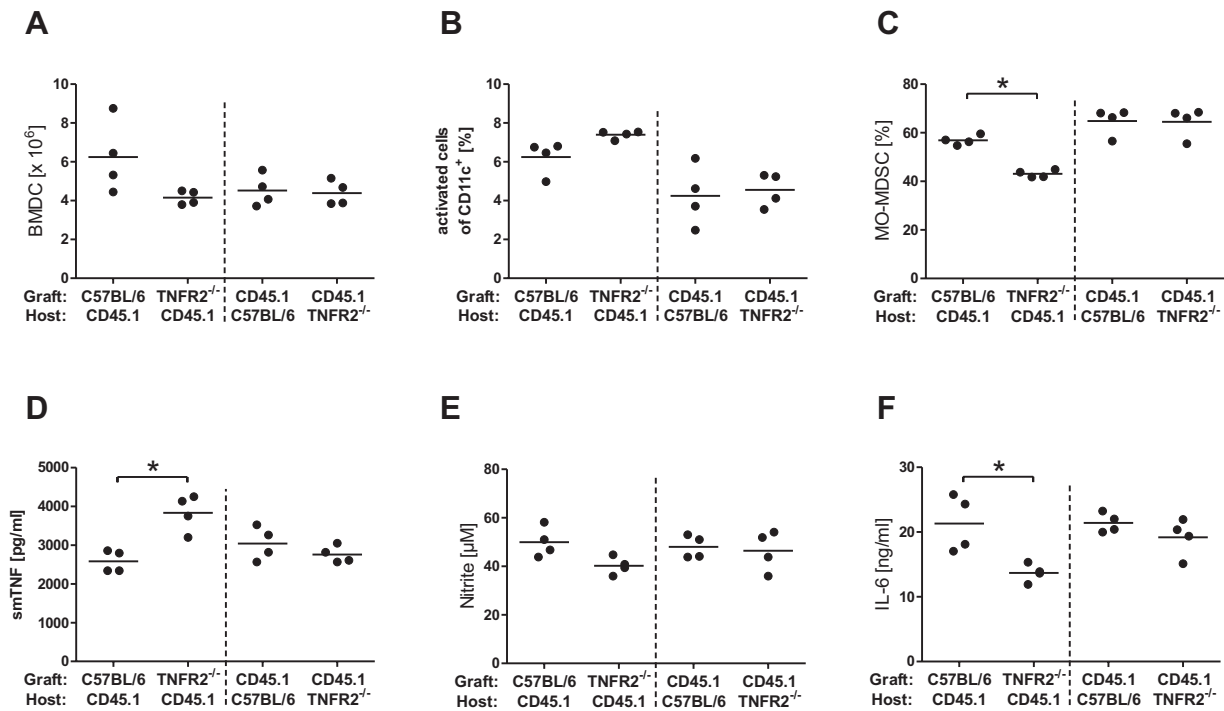 A
B
C
BMDC [x 10⁶]
10
8
6
4
2
0
Graft: C57BL/6 TNFR2⁻/⁻ CD45.1 CD45.1
Host: CD45.1 CD45.1 C57BL/6 TNFR2⁻/⁻
activated cells
of CD11c⁺ [%]
10
8
6
4
2
0
Graft: C57BL/6 TNFR2⁻/⁻ CD45.1 CD45.1
Host: CD45.1 CD45.1 C57BL/6 TNFR2⁻/⁻
MO-MDSC [%]
80
60
40
20
0
*
Graft: C57BL/6 TNFR2⁻/⁻ CD45.1 CD45.1
Host: CD45.1 CD45.1 C57BL/6 TNFR2⁻/⁻
D
E
F
smTNF [pg/ml]
5000
4000
3000
2000
1000
0
*
Graft: C57BL/6 TNFR2⁻/⁻ CD45.1 CD45.1
Host: CD45.1 CD45.1 C57BL/6 TNFR2⁻/⁻
Nitrite [µM]
80
60
40
20
0
Graft: C57BL/6 TNFR2⁻/⁻ CD45.1 CD45.1
Host: CD45.1 CD45.1 C57BL/6 TNFR2⁻/⁻
IL-6 [ng/ml]
30
20
10
0
*
Graft: C57BL/6 TNFR2⁻/⁻ CD45.1 CD45.1
Host: CD45.1 CD45.1 C57BL/6 TNFR2⁻/⁻